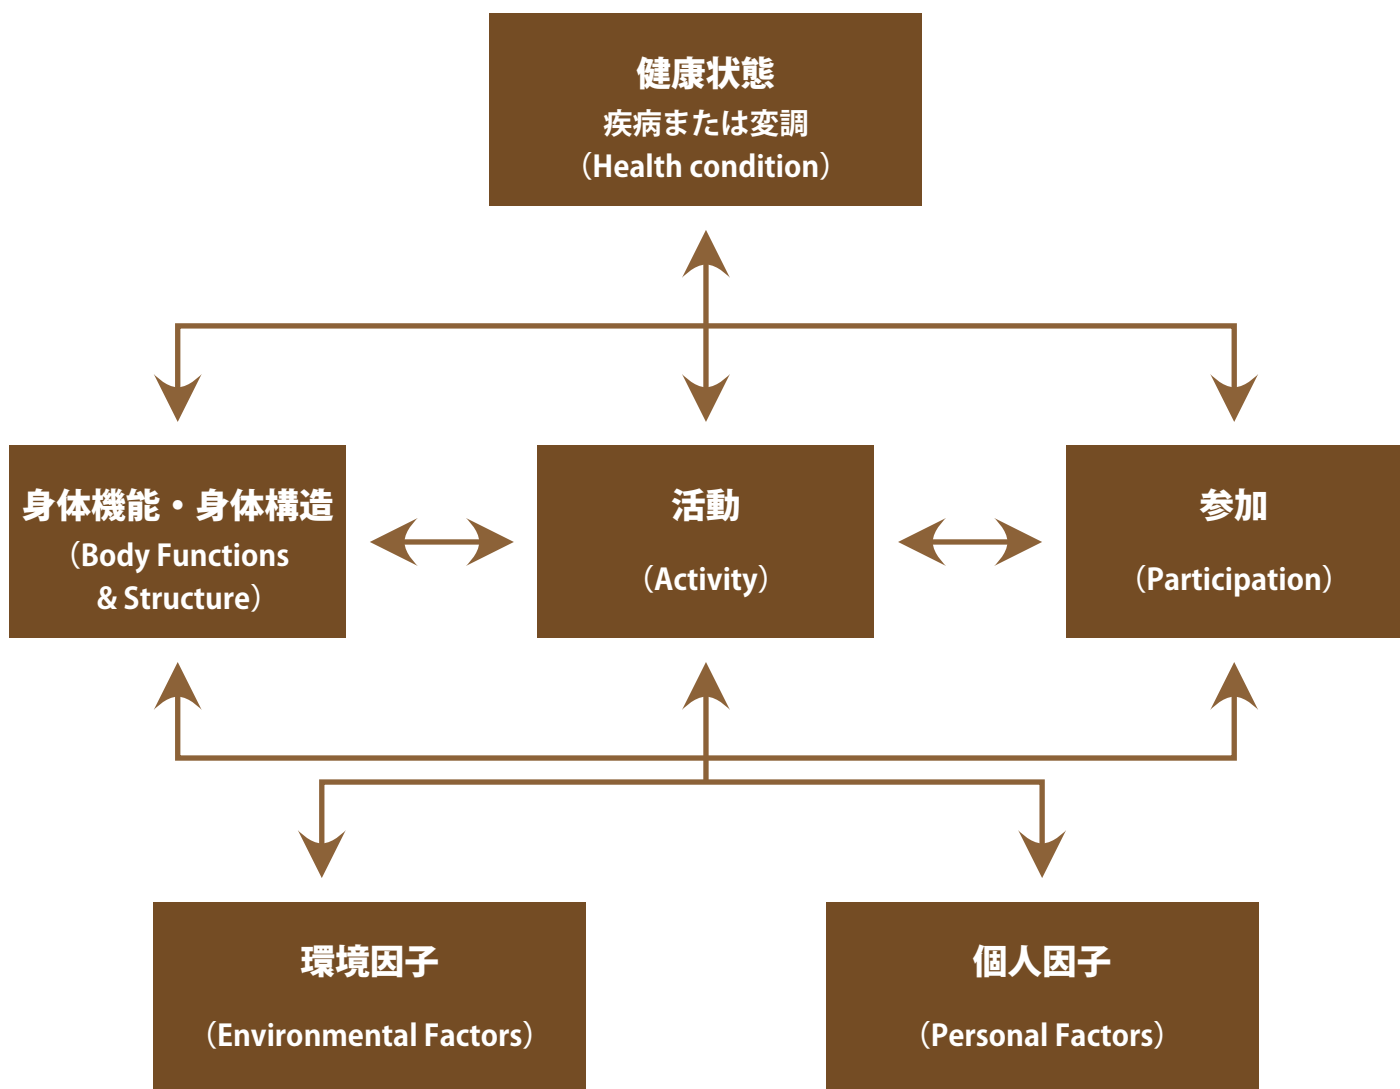 健康状態
疾病または変調
（Health condition）
身体機能・身体構造
（Body Functions
& Structure）
活動
（Activity）
参加
（Participation）
環境因子
（Environmental Factors）
個人因子
（Personal Factors）